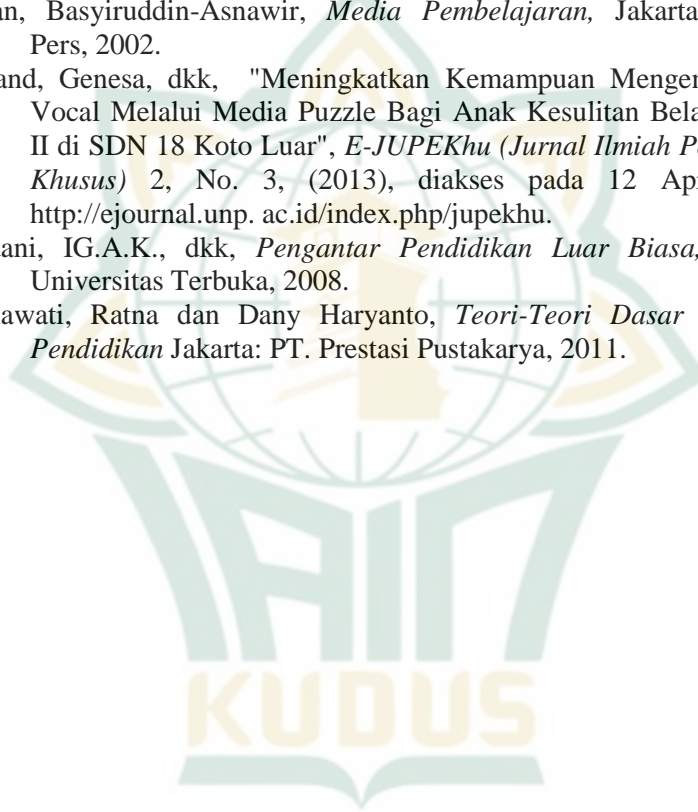 an, Basyiruddin-Asnawir, Media Pembelajaran, Jakarta
Pers, 2002.
and, Genesa, dkk, "Meningkatkan Kemampuan Menger
Vocal Melalui Media Puzzle Bagi Anak Kesulitan Bela
II di SDN 18 Koto Luar", E-JUPEKhu (Jurnal Ilmiah P
Khusus) 2, No. 3, (2013), diakses pada 12 Ap
http://ejournal.unp. ac.id/index.php/jupekhu.
ani, IG.A.K., dkk, Pengantar Pendidikan Luar Biasa,
Universitas Terbuka, 2008.
awati, Ratna dan Dany Haryanto, Teori-Teori Dasar
Pendidikan Jakarta: PT. Prestasi Pustakarya, 2011.
IAIN
KUDUS